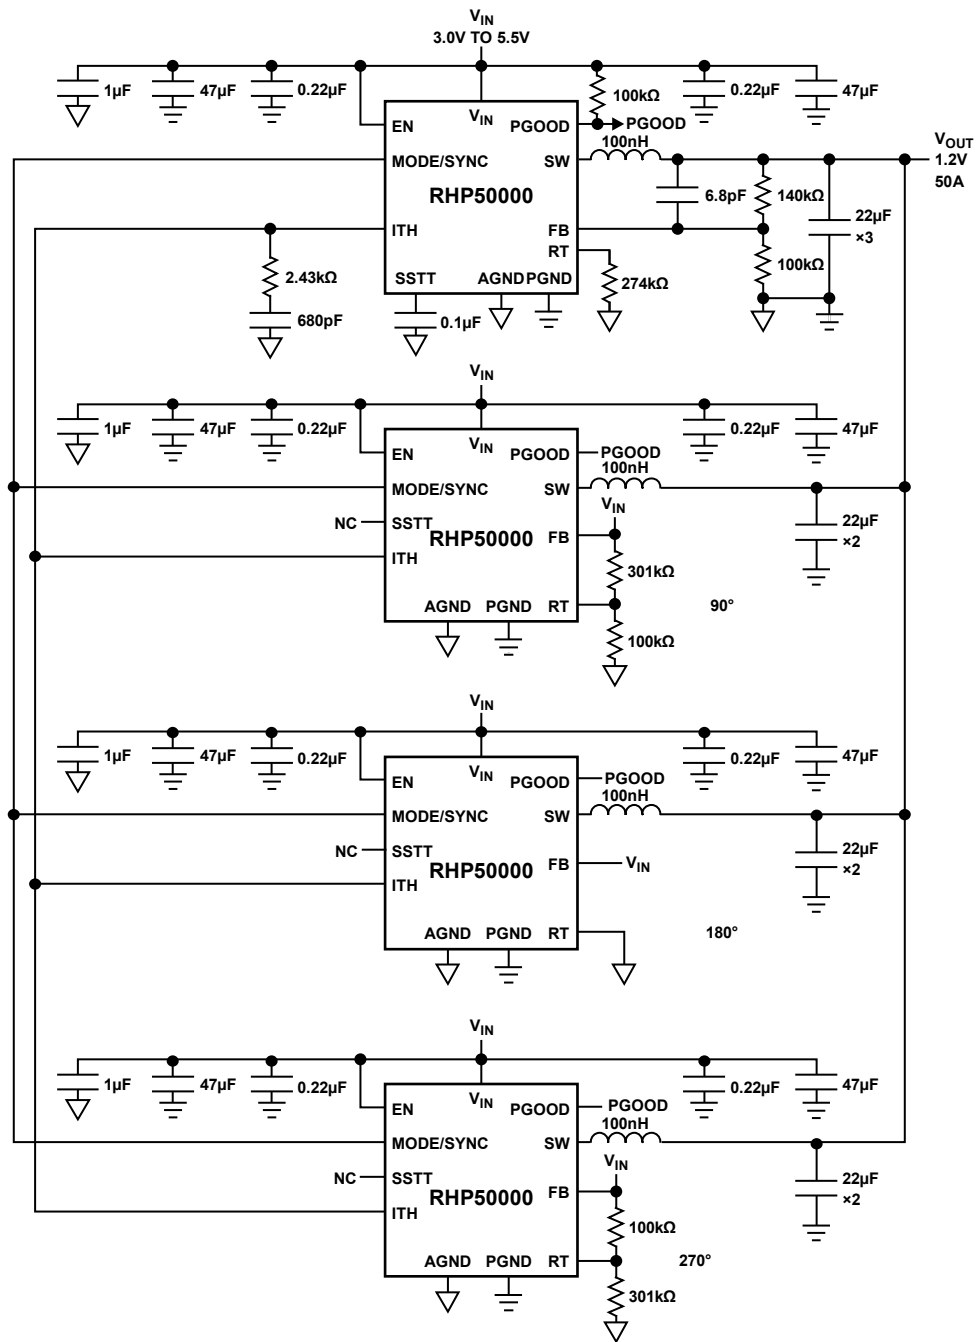 VIN
3.0V TO 5.5V
1µF
47µF
0.22µF
100kΩ
0.22µF
47µF
VIN
EN
PGOOD
PGOOD
100nH
MODE/SYNC
SW
VOUT
1.2V
50A
RHP50000
6.8pF
140kΩ
22µF
×3
ITH
FB
RT
100kΩ
2.43kΩ
SSTT
AGND
PGND
274kΩ
680pF
0.1µF
VIN
1µF
47µF
0.22µF
0.22µF
47µF
VIN
EN
PGOOD
PGOOD
100nH
MODE/SYNC
SW
VIN
NC
SSTT
RHP50000
FB
22µF
×2
ITH
301kΩ
AGND
PGND
RT
90°
100kΩ
VIN
1µF
47µF
0.22µF
0.22µF
47µF
VIN
EN
PGOOD
PGOOD
100nH
MODE/SYNC
SW
NC
SSTT
RHP50000
FB
VIN
22µF
×2
ITH
AGND
PGND
RT
180°
VIN
1µF
47µF
0.22µF
0.22µF
47µF
VIN
EN
PGOOD
PGOOD
100nH
MODE/SYNC
SW
VIN
NC
SSTT
RHP50000
FB
22µF
×2
ITH
100kΩ
AGND
PGND
RT
270°
301kΩ